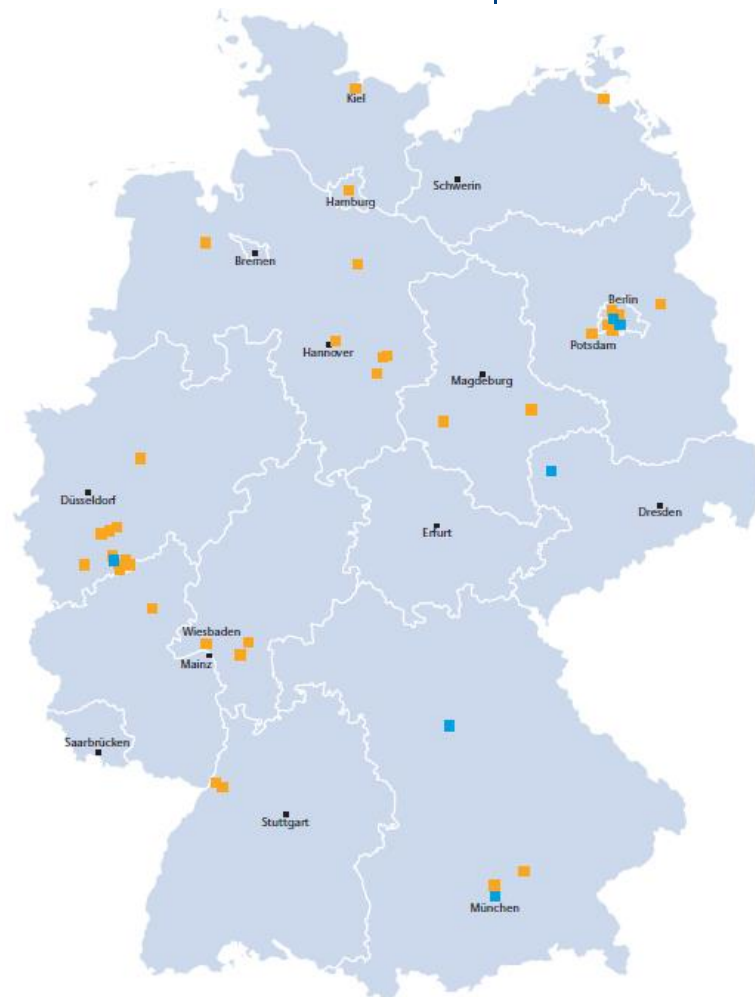 Kiel
Schwerin
Hamburg
Bremen
Berlin
Hannover
Potsdam
Magdeburg
Düsseldorf
Dresden
Erfurt
Wiesbaden
Mainz
Saarbrücken
Stuttgart
München